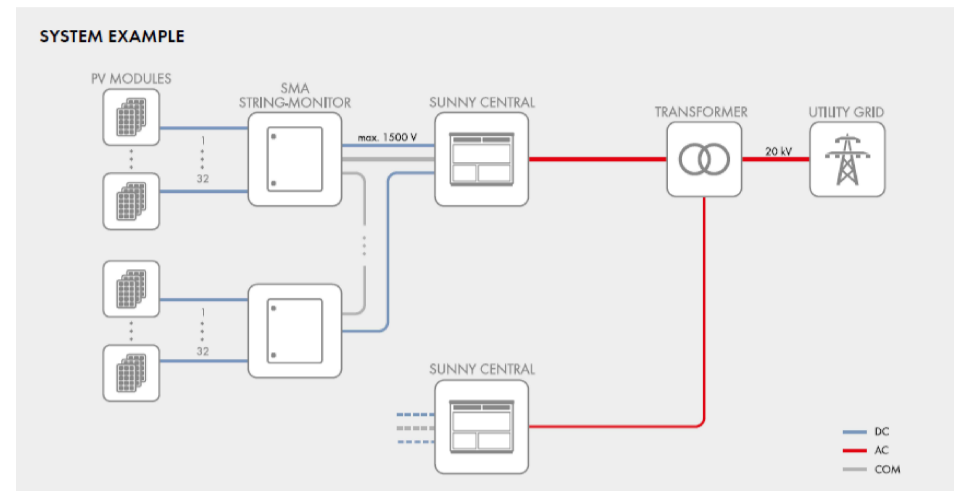 SYSTEM EXAMPLE
PV MODULES
SMA
STRING-MONITOR
SUNNY CENTRAL
TRANSFORMER
UTILITY GRID
1
32
max. 1500 V
20 kV
1
32
SUNNY CENTRAL
DC
AC
COM